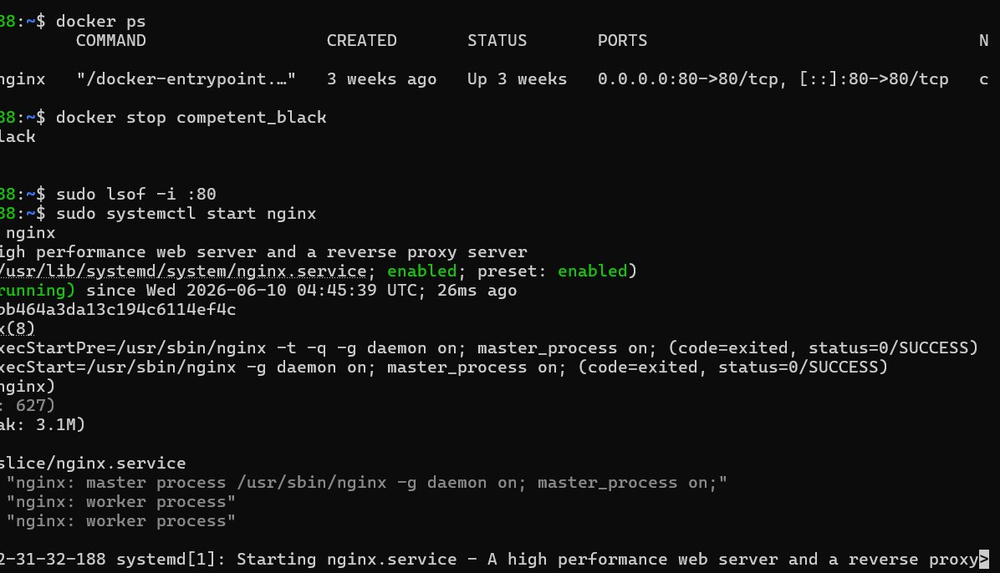 88:~$ docker ps
COMMAND CREATED STATUS PORTS N
nginx "/docker-entrypoint.…" 3 weeks ago Up 3 weeks 0.0.0.0:80->80/tcp, [::]:80->80/tcp c
88:~$ docker stop competent_black
lack
88:~$ sudo lsof -i :80
88:~$ sudo systemctl start nginx
nginx
igh performance web server and a reverse proxy server
/usr/lib/systemd/system/nginx.service; enabled; preset: enabled)
running) since Wed 2026-06-10 04:45:39 UTC; 26ms ago
bb464a3da13c194c6114ef4c
x(8)
xecStartPre=/usr/sbin/nginx -t -q -g daemon on; master_process on; (code=exited, status=0/SUCCESS)
xecStart=/usr/sbin/nginx -g daemon on; master_process on; (code=exited, status=0/SUCCESS)
nginx)
: 627)
ak: 3.1M)
slice/nginx.service
"nginx: master process /usr/sbin/nginx -g daemon on; master_process on;"
"nginx: worker process"
"nginx: worker process"
2-31-32-188 systemd[1]: Starting nginx.service - A high performance web server and a reverse proxy>